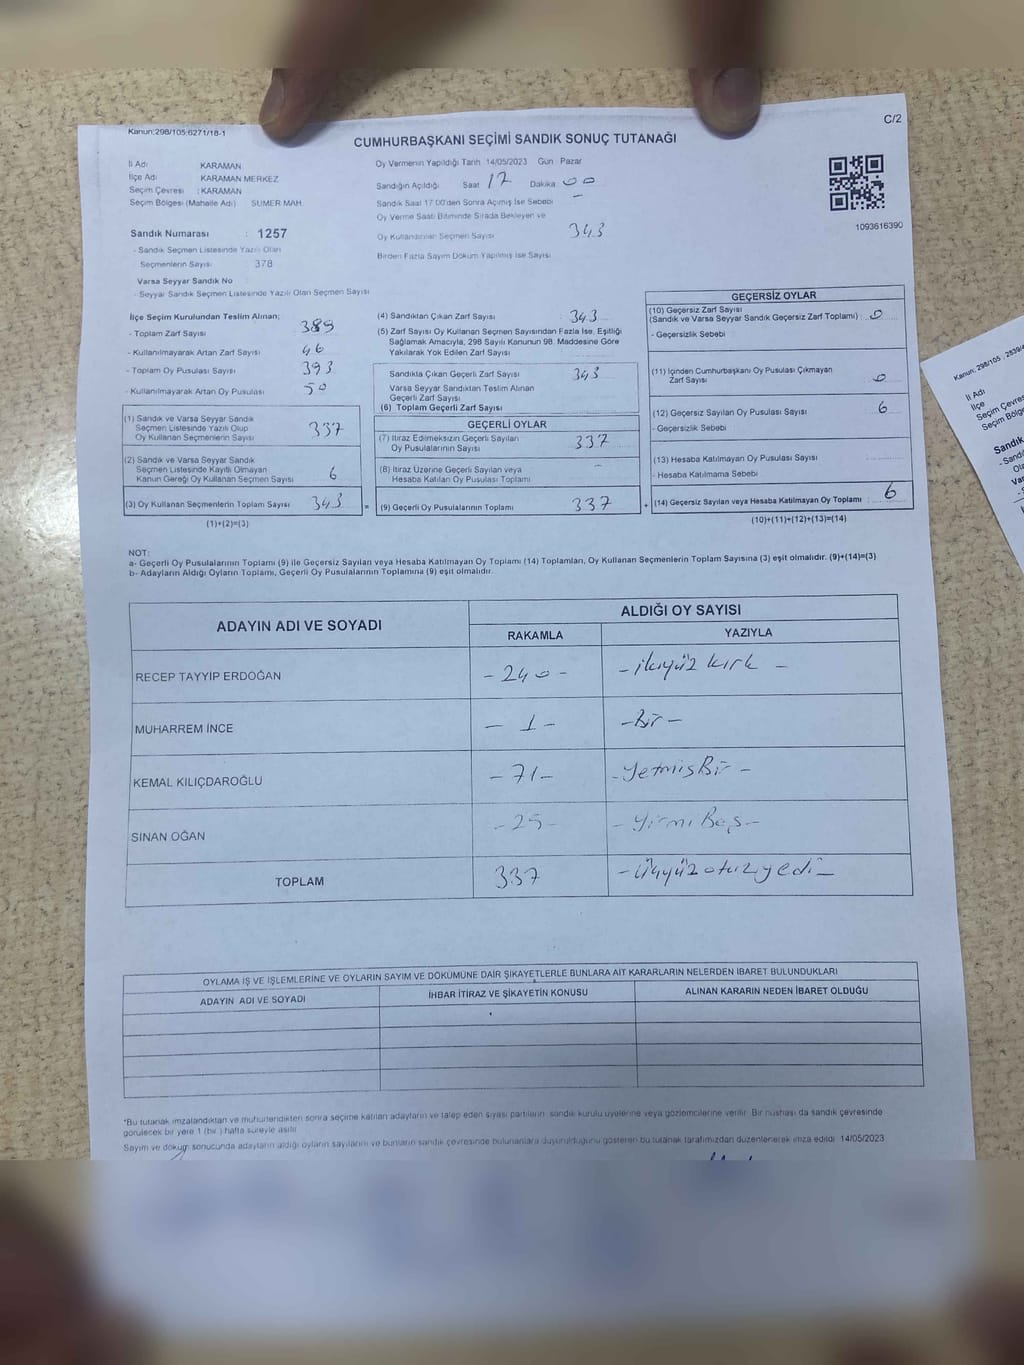 Kanun:298/105:6271/18-1
C/2
CUMHURBAŞKANI SEÇİMİ SANDIK SONUÇ TUTANAĞI
İl Adı KARAMAN
İlçe Adı KARAMAN MERKEZ
Seçim Çevresi : KARAMAN
Seçim Bölgesi (Mahalle Adı) SUMER MAH.
Sandık Numarası : 1257
- Sandık Seçmen Listesinde Yazılı Olan
Seçmenlerin Sayısı 378
Varsa Seyyar Sandık No
- Seyyar Sandık Seçmen Listesinde Yazılı Olan Seçmen Sayısı
Oy Vermenin Yapıldığı Tarih 14/05/2023 Gün Pazar
Sandığın Açıldığı Saat 17 Dakika 00
Sandık Saat 17:00'den Sonra Açılmış İse Sebebi –
Oy Verme Saati Bitiminde Sırada Bekleyen ve
Oy Kullandırılan Seçmen Sayısı 343
Birden Fazla Sayım Döküm Yapılmış İse Sayısı
1093616390
İlçe Seçim Kurulundan Teslim Alınan;
- Toplam Zarf Sayısı 389
- Kullanılmayarak Artan Zarf Sayısı 46
- Toplam Oy Pusulası Sayısı 393
- Kullanılmayarak Artan Oy Pusulası 50
(1) Sandık ve Varsa Seyyar Sandık
Seçmen Listesinde Yazılı Olup
Oy Kullanan Seçmenlerin Sayısı 337
(2) Sandık ve Varsa Seyyar Sandık
Seçmen Listesinde Kayıtlı Olmayan
Kanun Gereği Oy Kullanan Seçmen Sayısı 6
(3) Oy Kullanan Seçmenlerin Toplam Sayısı 343
(1)+(2)=(3)
(4) Sandıktan Çıkan Zarf Sayısı 343
(5) Zarf Sayısı Oy Kullanan Seçmen Sayısından Fazla İse, Eşitliği
Sağlamak Amacıyla, 298 Sayılı Kanunun 98. Maddesine Göre
Yakılarak Yok Edilen Zarf Sayısı
Sandıkta Çıkan Geçerli Zarf Sayısı 343
Varsa Seyyar Sandıktan Teslim Alınan
Geçerli Zarf Sayısı
(6) Toplam Geçerli Zarf Sayısı
GEÇERLİ OYLAR
(7) İtiraz Edilmeksizin Geçerli Sayılan
Oy Pusulalarının Sayısı 337
(8) İtiraz Üzerine Geçerli Sayılan veya
Hesaba Katılan Oy Pusulası Toplamı –
= (9) Geçerli Oy Pusulalarının Toplamı 337
GEÇERSİZ OYLAR
(10) Geçersiz Zarf Sayısı
(Sandık ve Varsa Seyyar Sandık Geçersiz Zarf Toplamı) : 0
- Geçersizlik Sebebi
(11) İçinden Cumhurbaşkanı Oy Pusulası Çıkmayan
Zarf Sayısı 0
(12) Geçersiz Sayılan Oy Pusulası Sayısı 6
- Geçersizlik Sebebi
(13) Hesaba Katılmayan Oy Pusulası Sayısı
- Hesaba Katılmama Sebebi
+ (14) Geçersiz Sayılan veya Hesaba Katılmayan Oy Toplamı : 6
(10)+(11)+(12)+(13)=(14)
NOT:
a- Geçerli Oy Pusulalarının Toplamı (9) ile Geçersiz Sayılan veya Hesaba Katılmayan Oy Toplamı (14) Toplamları, Oy Kullanan Seçmenlerin Toplam Sayısına (3) eşit olmalıdır. (9)+(14)=(3)
b- Adayların Aldığı Oyların Toplamı, Geçerli Oy Pusulalarının Toplamına (9) eşit olmalıdır.
ADAYIN ADI VE SOYADI ALDIĞI OY SAYISI
RAKAMLA YAZIYLA
RECEP TAYYİP ERDOĞAN - 240 - - ikiyüz kırk -
MUHARREM İNCE - 1 - - Bir -
KEMAL KILIÇDAROĞLU - 71 - - Yetmiş Bir -
SİNAN OĞAN - 25 - - Yirmi Beş -
TOPLAM 337 - üçyüz otuz yedi -
OYLAMA İŞ VE İŞLEMLERİNE VE OYLARIN SAYIM VE DÖKÜMÜNE DAİR ŞİKAYETLERLE BUNLARA AİT KARARLARIN NELERDEN İBARET BULUNDUKLARI
ADAYIN ADI VE SOYADI İHBAR İTİRAZ VE ŞİKAYETİN KONUSU ALINAN KARARIN NEDEN İBARET OLDUĞU
*Bu tutanak imzalandıktan ve mühürlendikten sonra seçime katılan adayların ve talep eden siyasi partilerin sandık kurulu üyelerine veya gözlemcilerine verilir. Bir nüshası da sandık çevresinde
görülecek bir yere 1 (bir) hafta süreyle asılır.
Sayım ve döküm sonucunda adayların aldığı oyların sayılarını ve bunların sandık çevresinde bulunanlara duyurulduğunu gösteren bu tutanak tarafımızdan düzenlenerek imza edildi. 14/05/2023
Kanun: 298/105
İl Adı
İlçe
Seçim Çevres